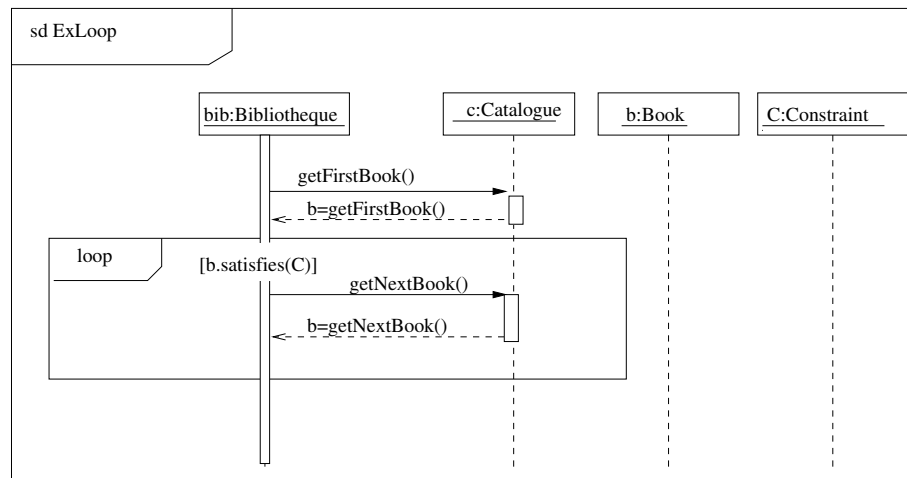 sd ExLoop
bib:Bibliotheque
c:Catalogue
b:Book
C:Constraint
getFirstBook()
b=getFirstBook()
loop
[b.satisfies(C)]
getNextBook()
b=getNextBook()